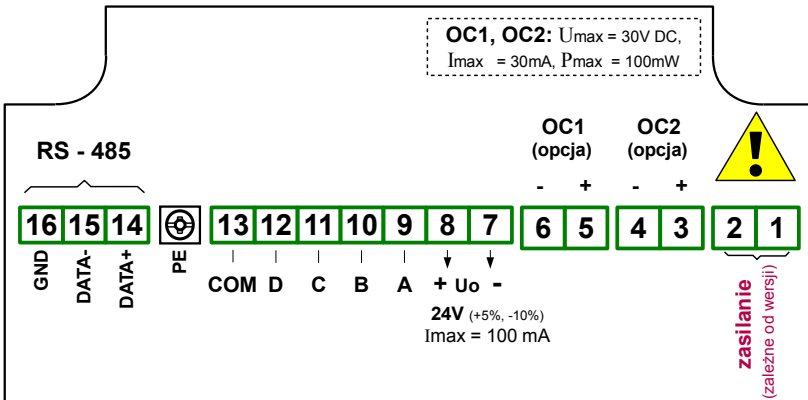 OC1, OC2: Umax = 30V DC,
Imax = 30mA, Pmax = 100mW
RS - 485
OC1
(opcja)
- +
OC2
(opcja)
- +
!
16 15 14 13 12 11 10 9 8 7 6 5 4 3 2 1
GND
DATA-
DATA+
PE
COM D C B A + Uo -
24V (+5%, -10%)
Imax = 100 mA
zasilanie
(zależne od wersji)